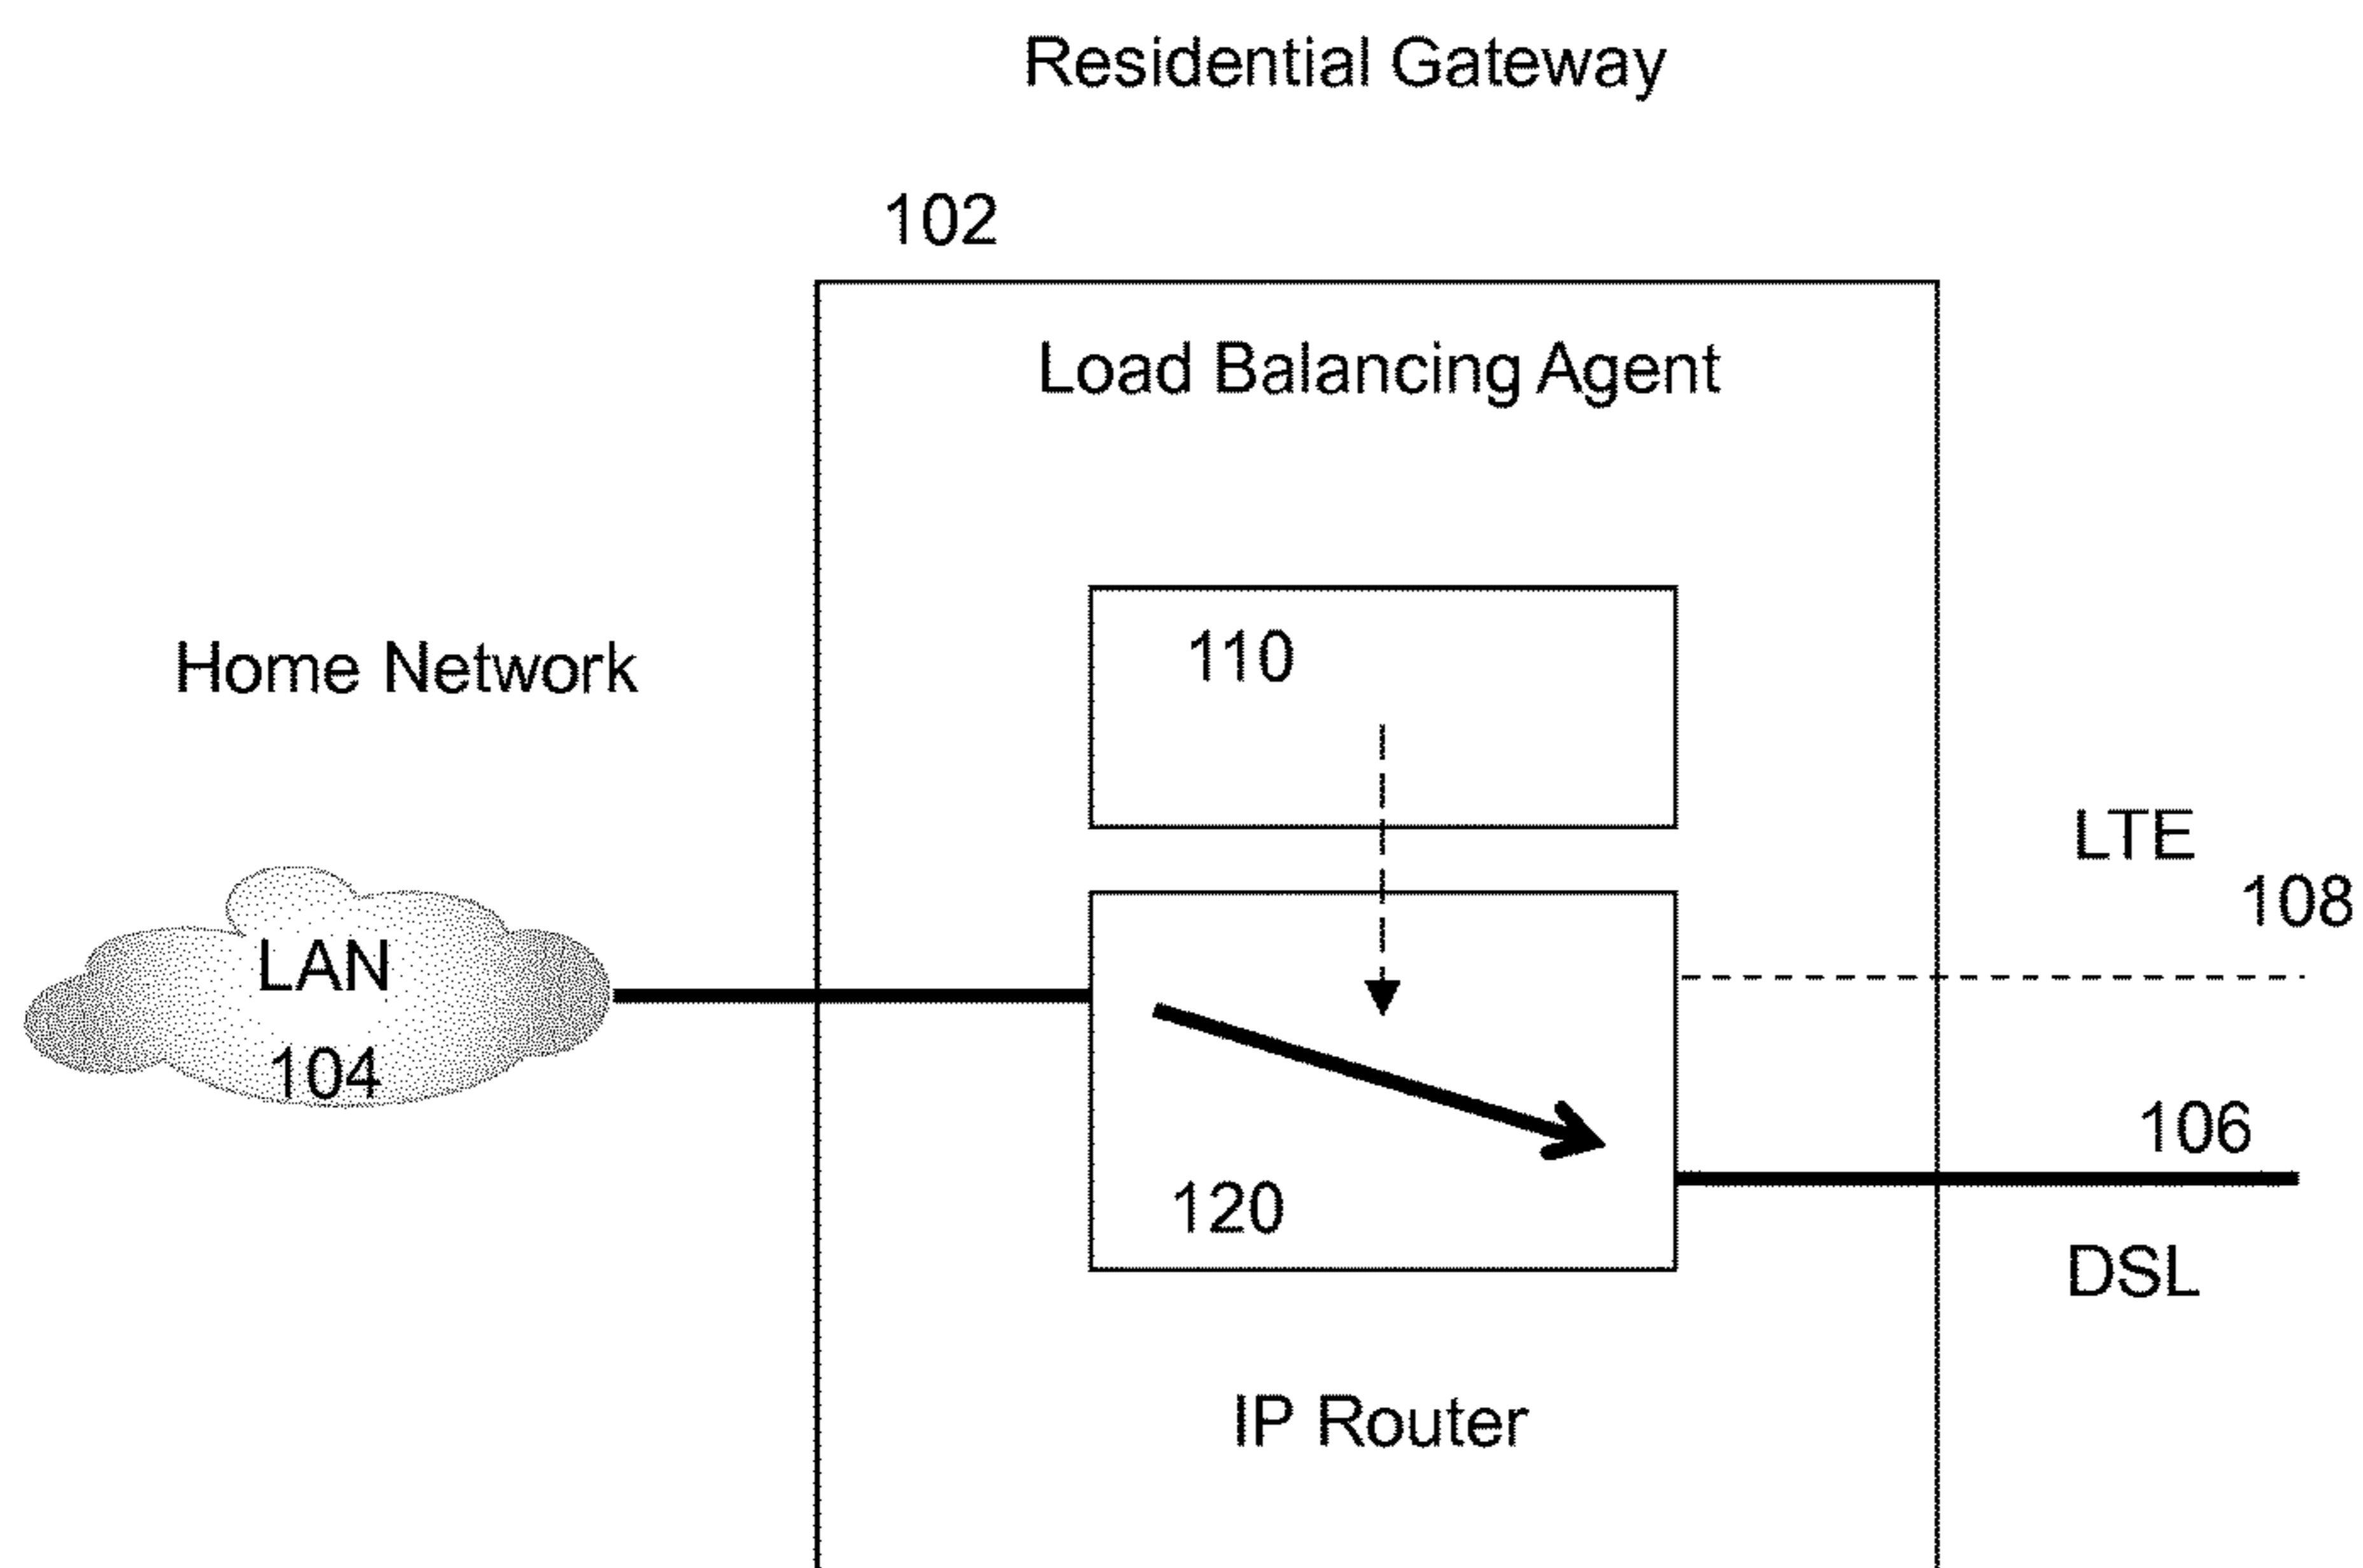 Residential Gateway
102
Load Balancing Agent
110
Home Network
LTE
108
LAN
104
106
120
DSL
IP Router